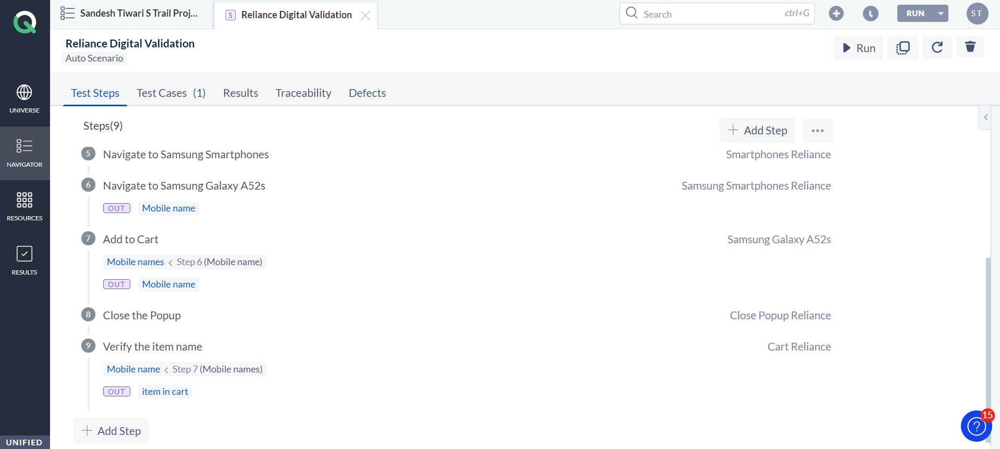 Sandesh Tiwari S Trail Proj...
S Reliance Digital Validation
Search ctrl+G
RUN
ST
Reliance Digital Validation
Auto Scenario
Run
UNIVERSE
NAVIGATOR
RESOURCES
RESULTS
UNIFIED
Test Steps Test Cases (1) Results Traceability Defects
Steps(9)
Add Step
5 Navigate to Samsung Smartphones Smartphones Reliance
6 Navigate to Samsung Galaxy A52s Samsung Smartphones Reliance
OUT Mobile name
7 Add to Cart Samsung Galaxy A52s
Mobile names < Step 6 (Mobile name)
OUT Mobile name
8 Close the Popup Close Popup Reliance
9 Verify the item name Cart Reliance
Mobile name < Step 7 (Mobile names)
OUT item in cart
Add Step
15
?